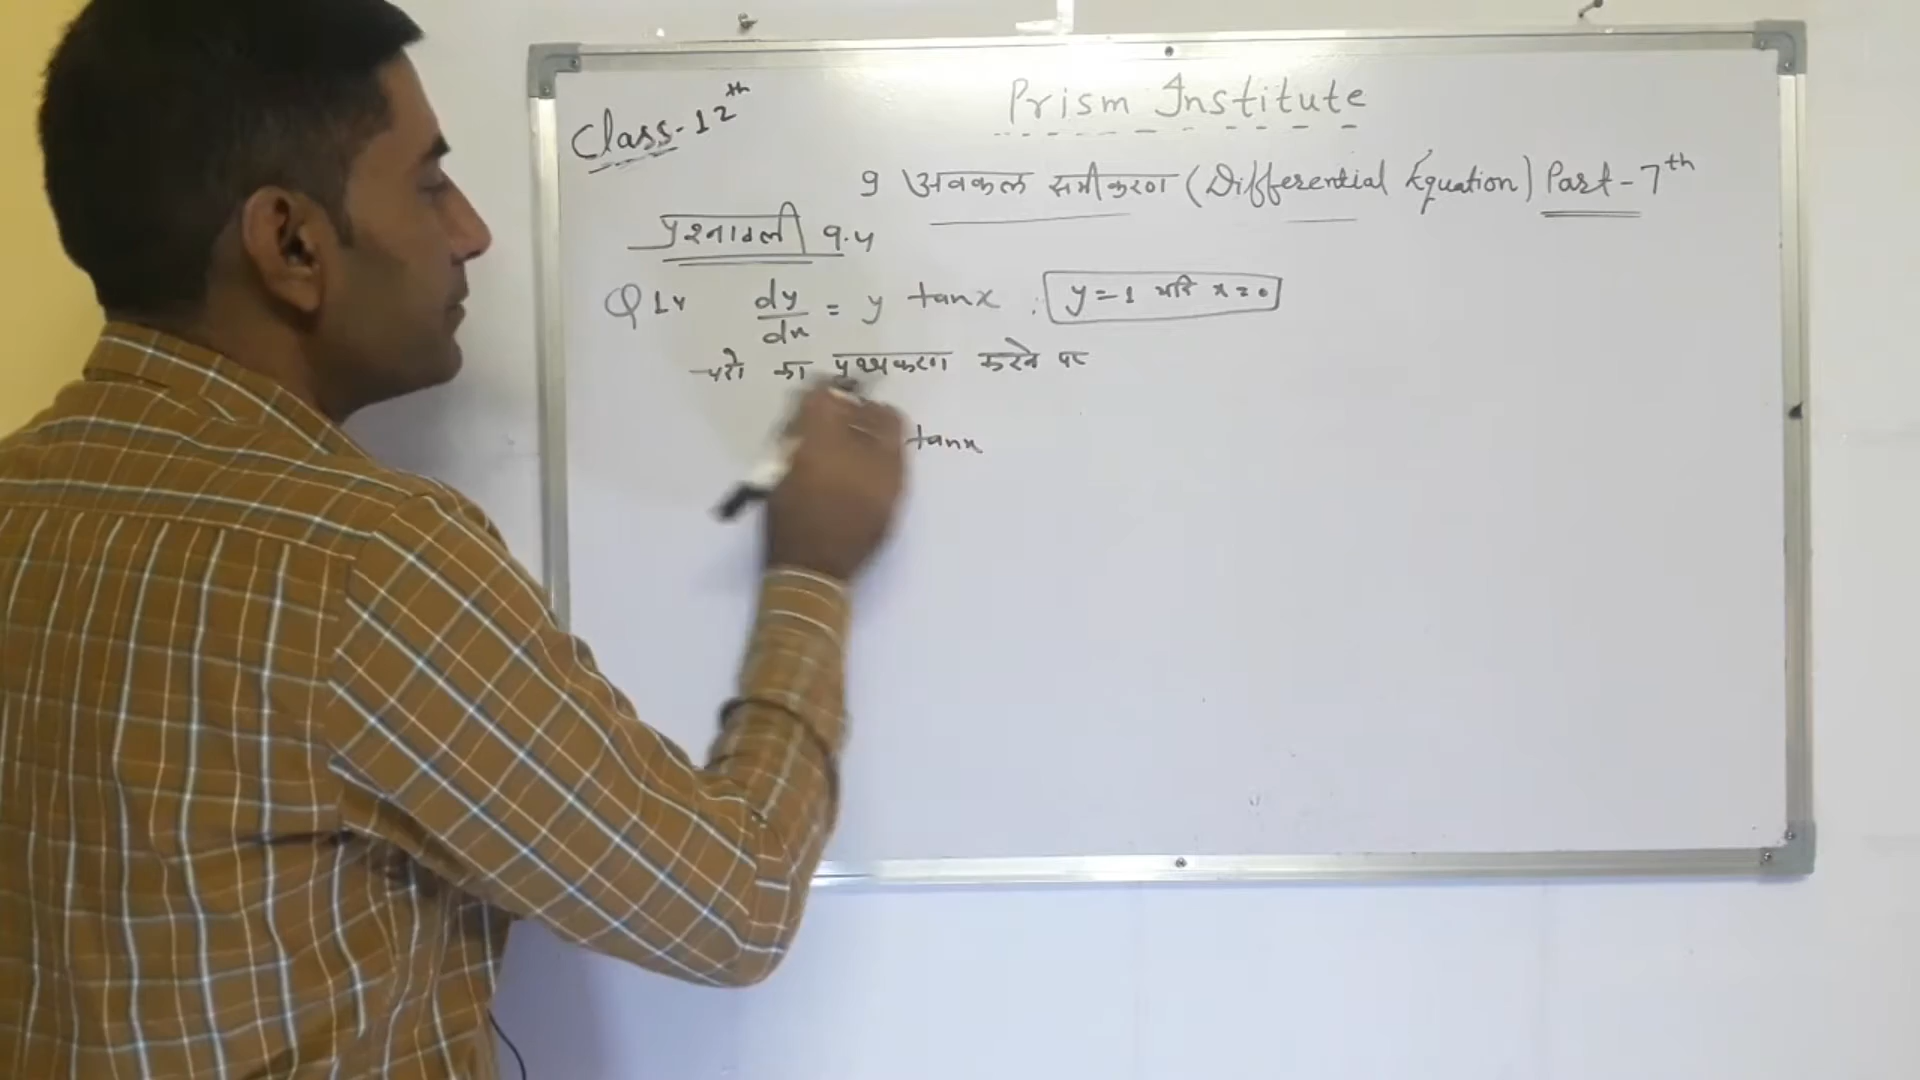 Class-12th
Prism Institute
9 अवकल समीकरण (Differential Equation) Part-7th
प्रश्नावली 9.4
Q 14 dy/dx = y tanx . y=1 यदि x=0
चरों का पृथक्करण करने पर
tanx